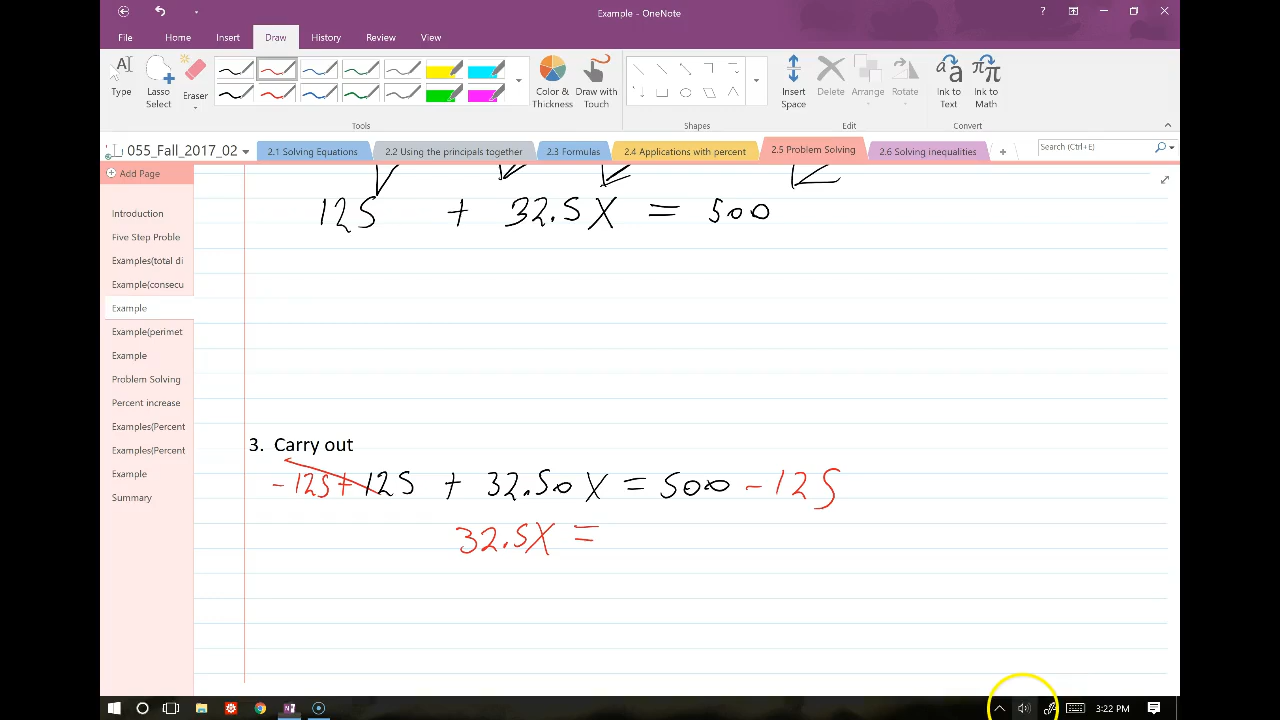 Example - OneNote
?
File Home Insert Draw History Review View
Type
Lasso Select
Eraser
Color & Thickness
Draw with Touch
Insert Space
Delete
Arrange
Rotate
Ink to Text
Ink to Math
Tools Shapes Edit Convert
055_Fall_2017_02
2.1 Solving Equations
2.2 Using the principals together
2.3 Formulas
2.4 Applications with percent
2.5 Problem Solving
2.6 Solving inequalities
Search (Ctrl+E)
Add Page
Introduction
Five Step Proble
Examples(total di
Example(consecu
Example
Example(perimet
Example
Problem Solving
Percent increase
Examples(Percent
Examples(Percent
Example
Summary
125 + 32.5X = 500
3. Carry out
-125+125 + 32.50X = 500 -125
32.5X =
3:22 PM